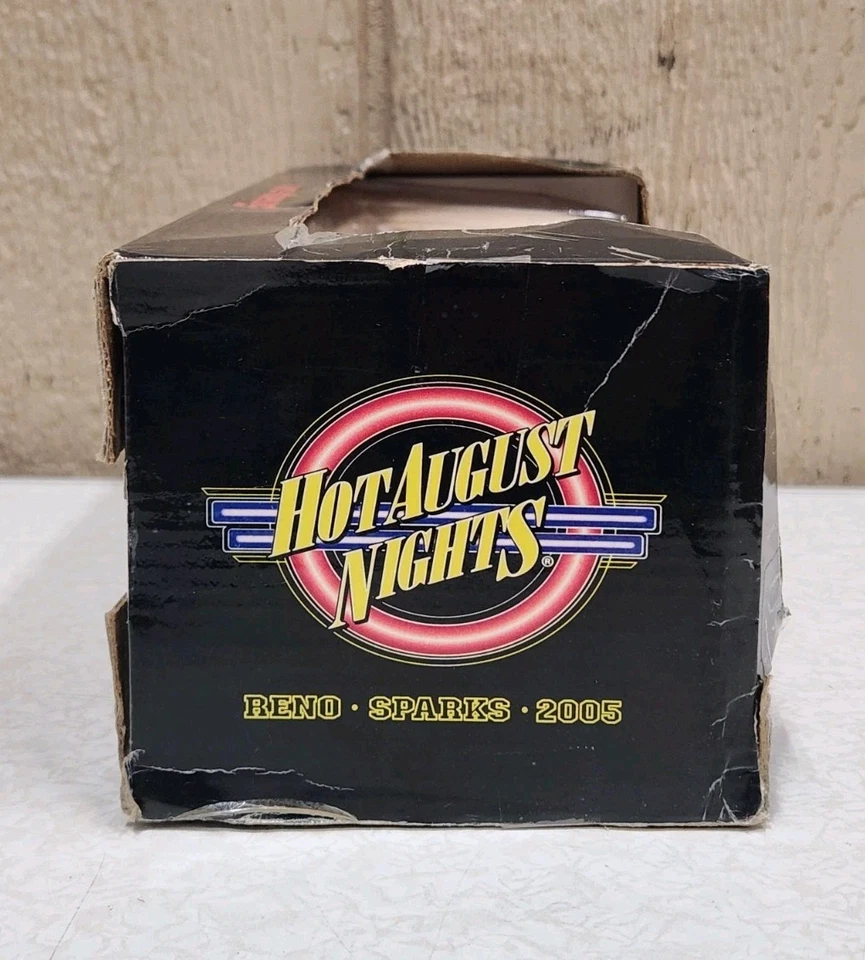 HOT AUGUST
NIGHTS®
RENO · SPARKS · 2005